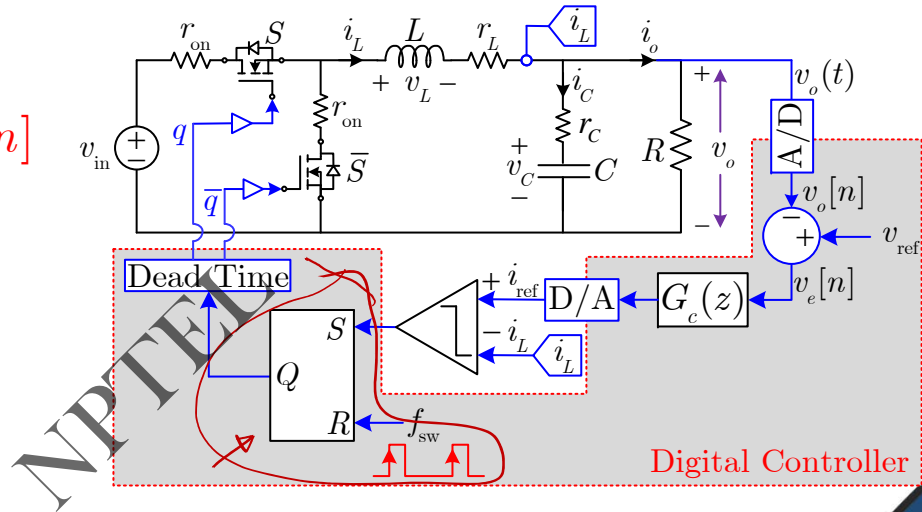 n]
r_on
S
i_L
L
r_L
i_L
i_o
+ v_L −
i_C
v_o(t)
q
r_on
r_C
+
A/D
v_in
+
−
S̅
+
v_C
−
C
R
v_o
q̅
v_o[n]
−
+
v_ref
−
Dead Time
+ i_ref
D/A
G_c(z)
v_e[n]
S
− i_L
i_L
Q
R
f_sw
NPTEL
Digital Controller